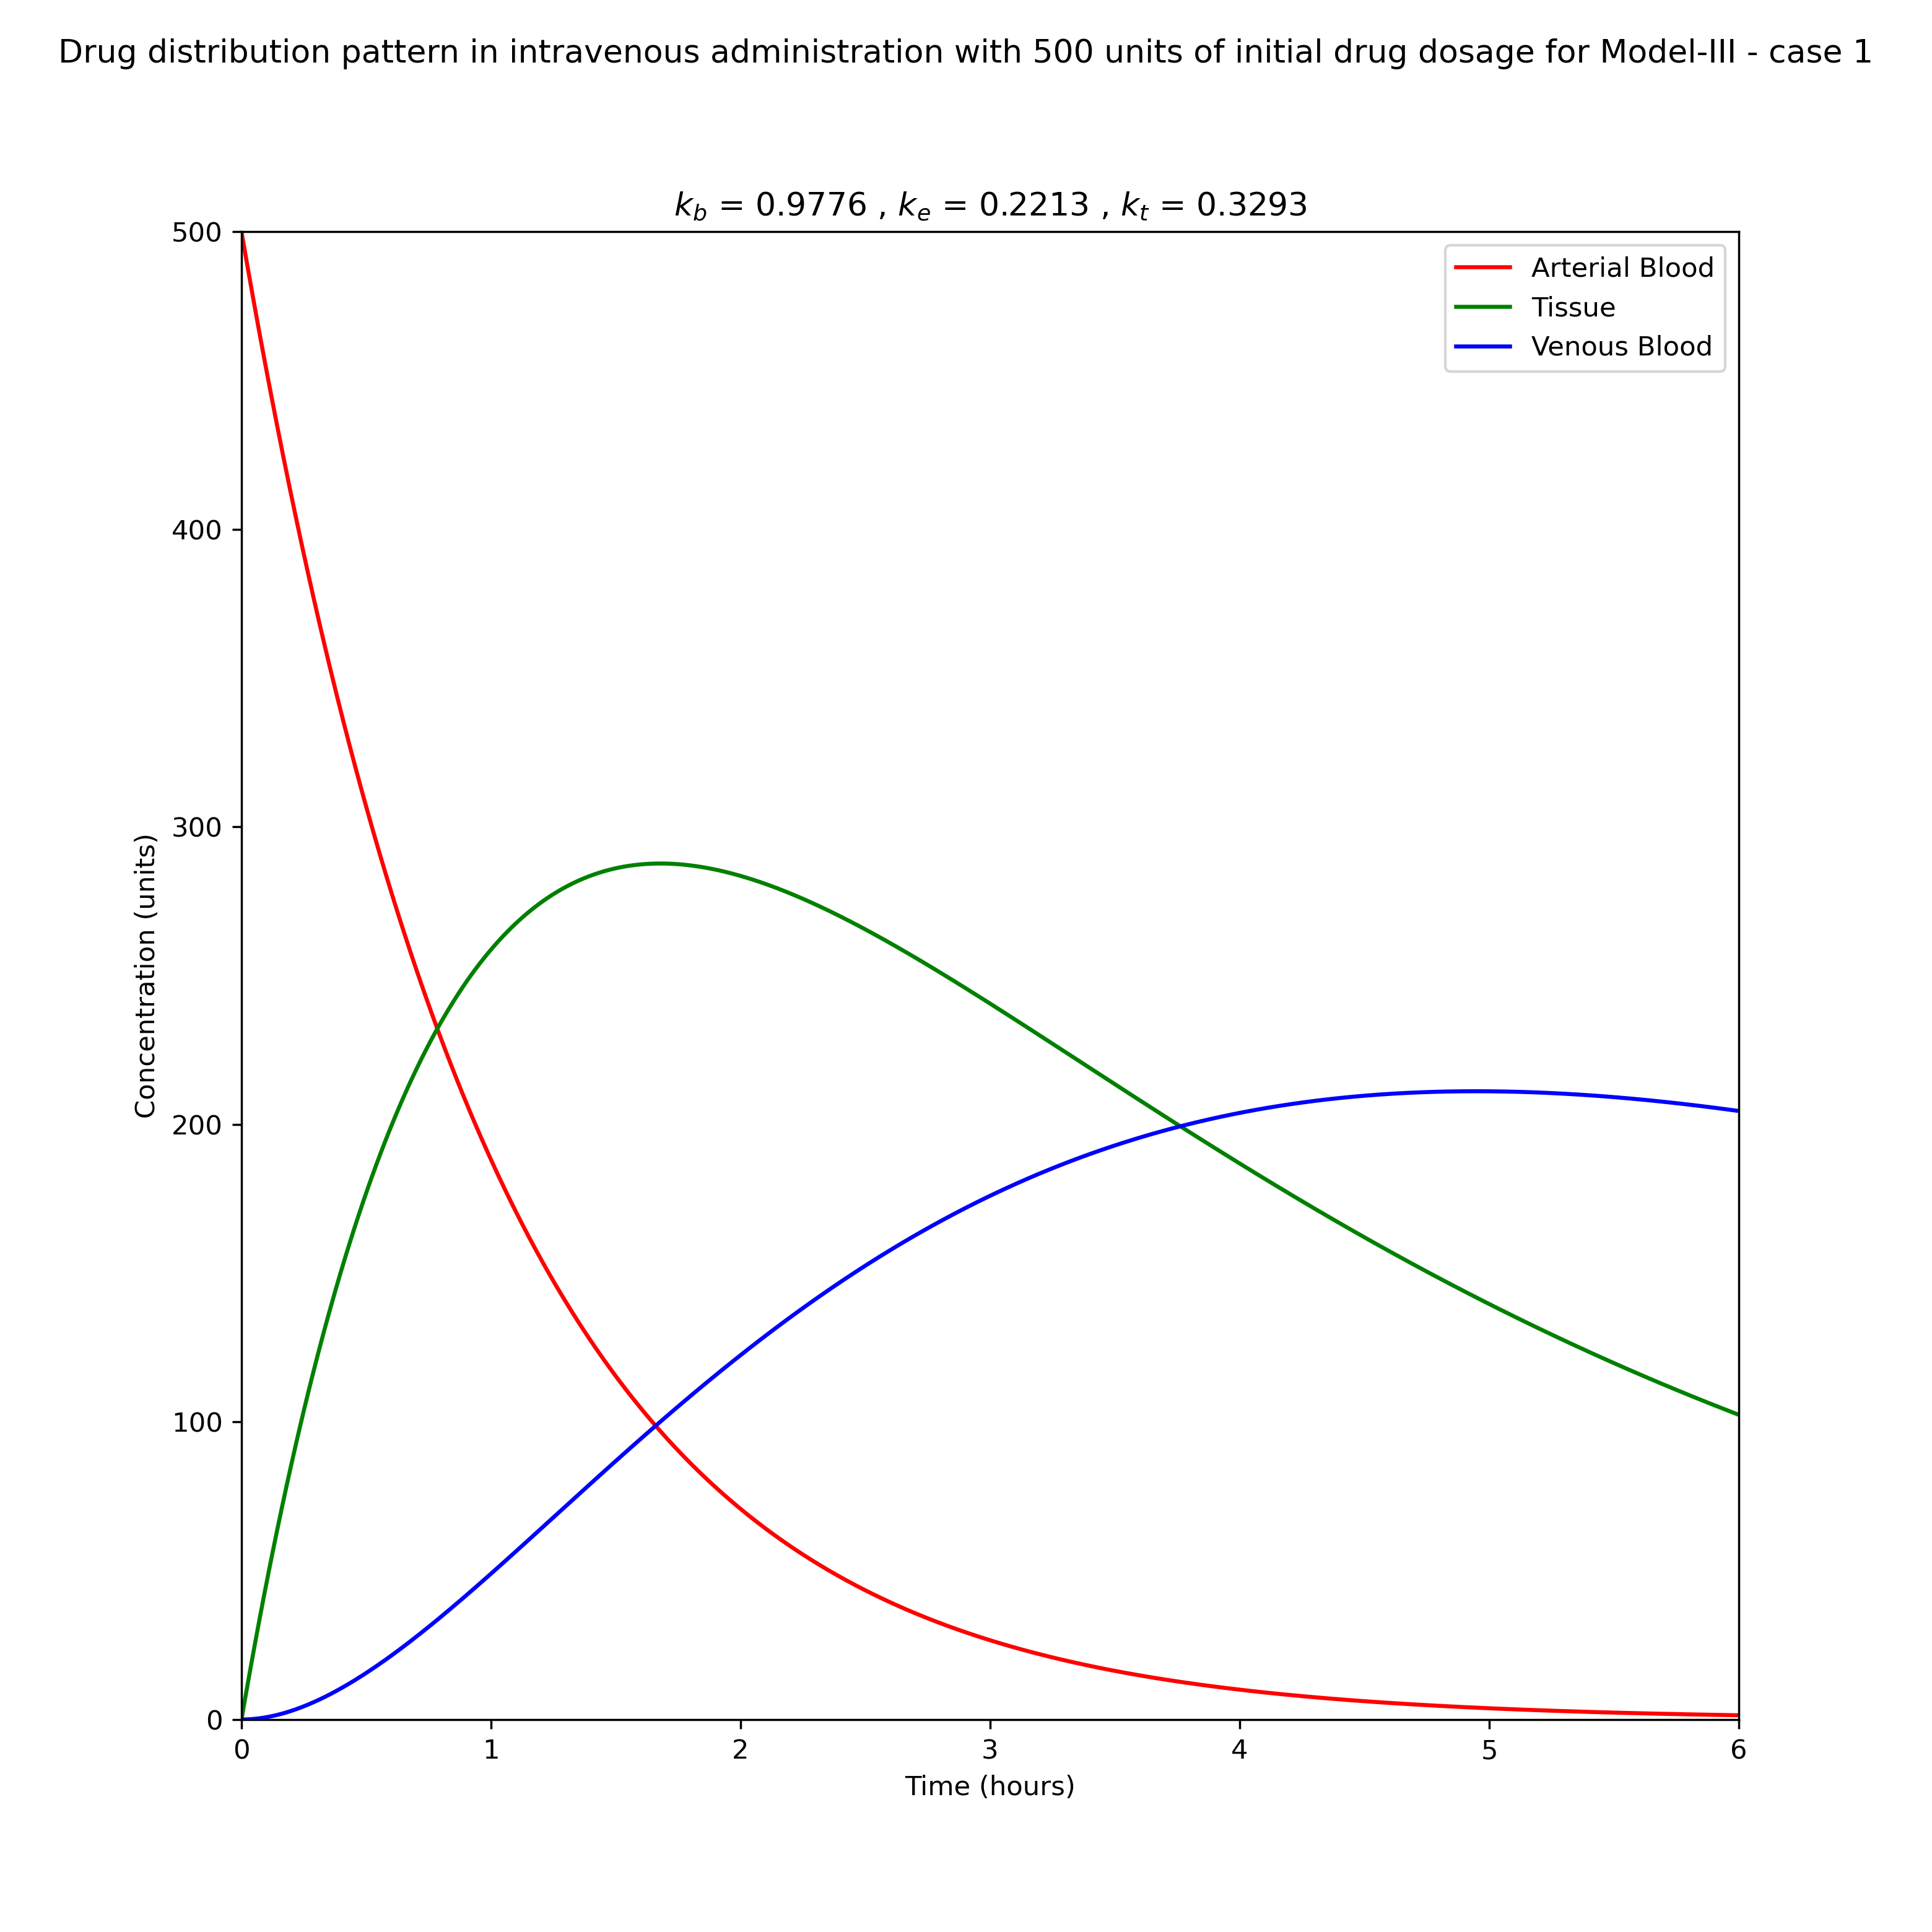 Drug distribution pattern in intravenous administration with 500 units of initial drug dosage for Model-III - case 1
k_b = 0.9776 , k_e = 0.2213 , k_t = 0.3293
500
400
300
200
100
0
Concentration (units)
Arterial Blood
Tissue
Venous Blood
0 1 2 3 4 5 6
Time (hours)